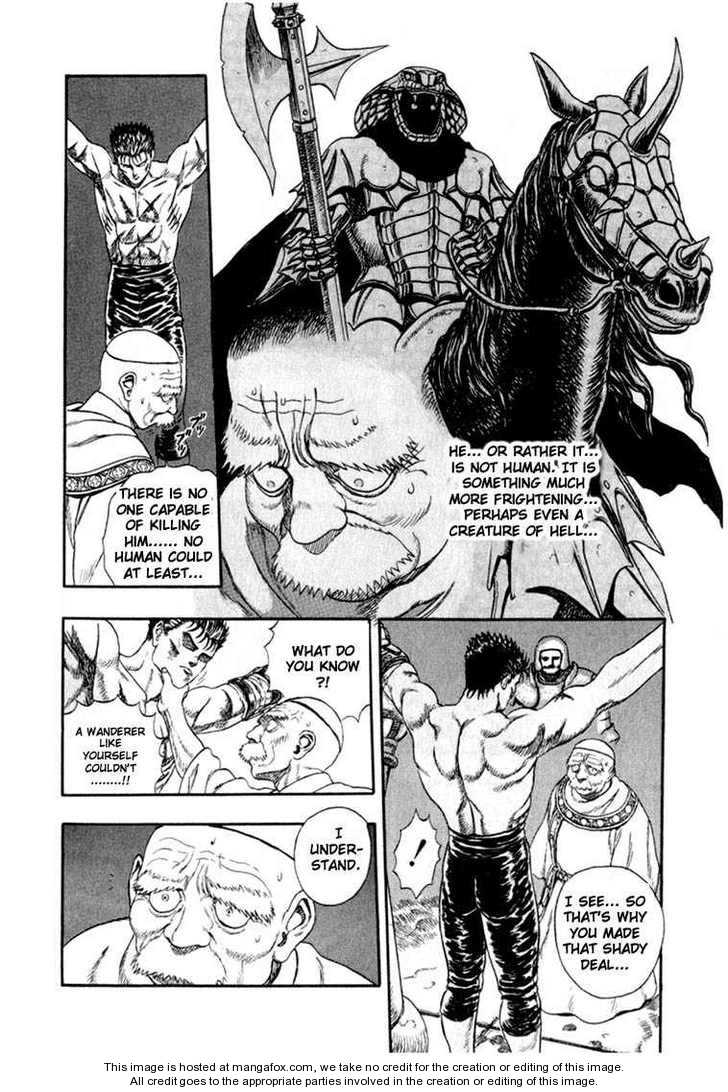 HE... OR RATHER IT...
IS NOT HUMAN. IT IS
SOMETHING MUCH
MORE FRIGHTENING...
PERHAPS EVEN A
CREATURE OF HELL...
THERE IS NO
ONE CAPABLE
OF KILLING
HIM...... NO
HUMAN COULD
AT LEAST...
WHAT DO
YOU KNOW
?!
A WANDERER
LIKE
YOURSELF
COULDN'T
........!!
!
I SEE... SO
THAT'S WHY
YOU MADE
THAT SHADY
DEAL...
I
UNDER-
STAND.
This image is hosted at mangafox.com, we take no credit for the creation or editing of this image.
All credit goes to the appropriate parties involved in the creation or editing of this image.